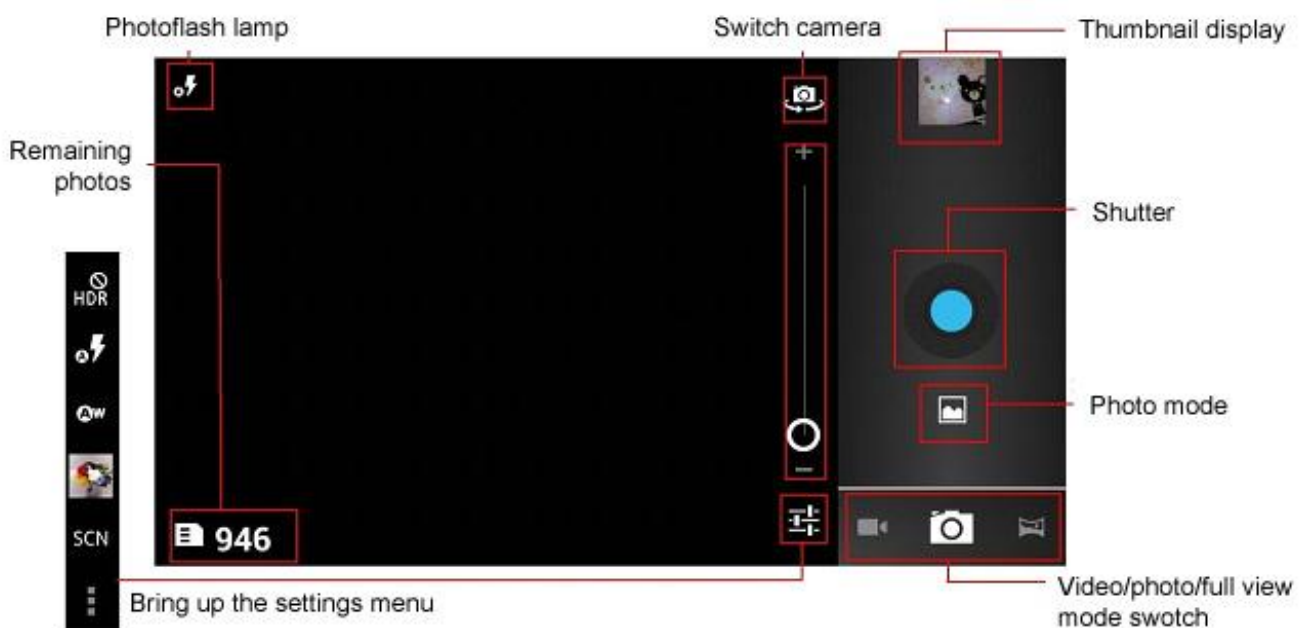 Photoflash lamp
Switch camera
Thumbnail display
Remaining
photos
Shutter
HDR
A
AW
Photo mode
SCN
946
Bring up the settings menu
Video/photo/full view
mode swotch